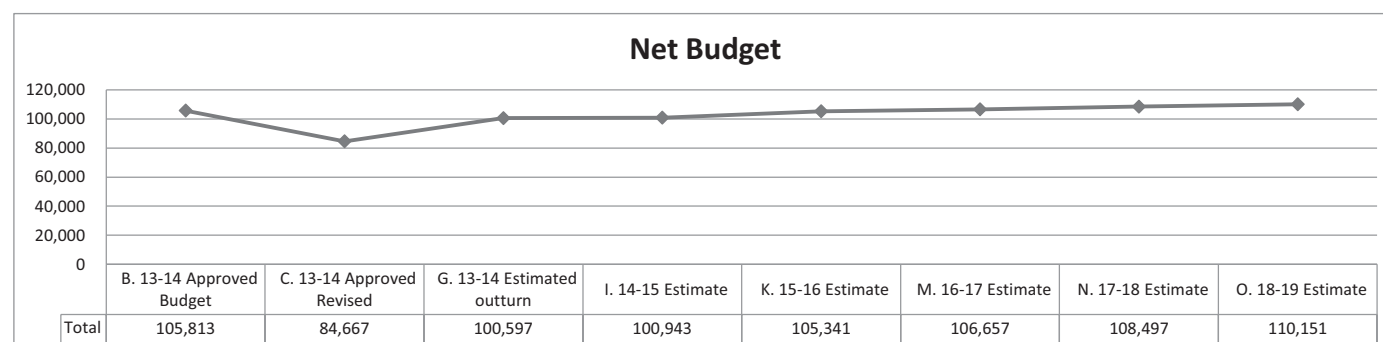 Net Budget
120,000
100,000
80,000
60,000
40,000
20,000
0
B. 13-14 Approved Budget C. 13-14 Approved Revised G. 13-14 Estimated outturn I. 14-15 Estimate K. 15-16 Estimate M. 16-17 Estimate N. 17-18 Estimate O. 18-19 Estimate
Total 105,813 84,667 100,597 100,943 105,341 106,657 108,497 110,151